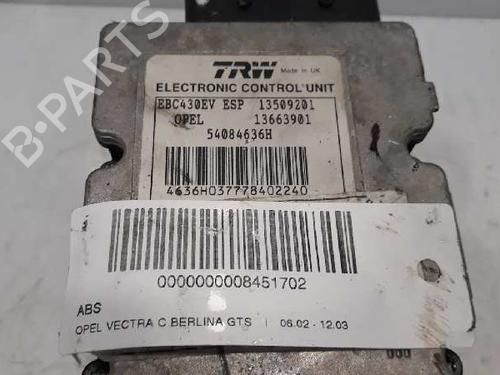 TRW Made in UK
ELECTRONIC CONTROL UNIT
EBC430EV ESP 13509201
OPEL 13663901
54084636H
4636H037778402240
0000000008451702
ABS
OPEL VECTRA C BERLINA GTS | 06.02 - 12.03